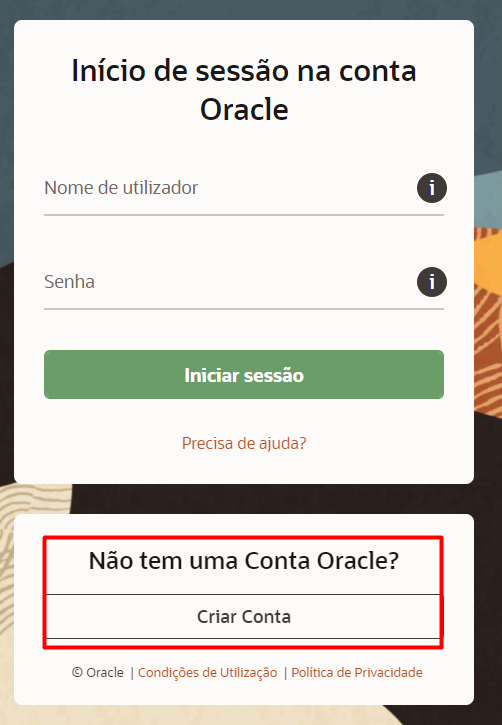 Início de sessão na conta
Oracle
Nome de utilizador
i
Senha
i
Iniciar sessão
Precisa de ajuda?
Não tem uma Conta Oracle?
Criar Conta
© Oracle | Condições de Utilização | Política de Privacidade